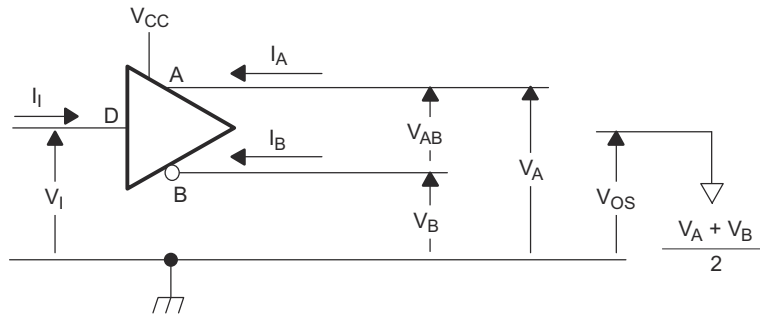 V_CC
I_A
A
I_I
D
I_B
B
V_I
V_AB
V_B
V_A
V_OS
V_A + V_B
2